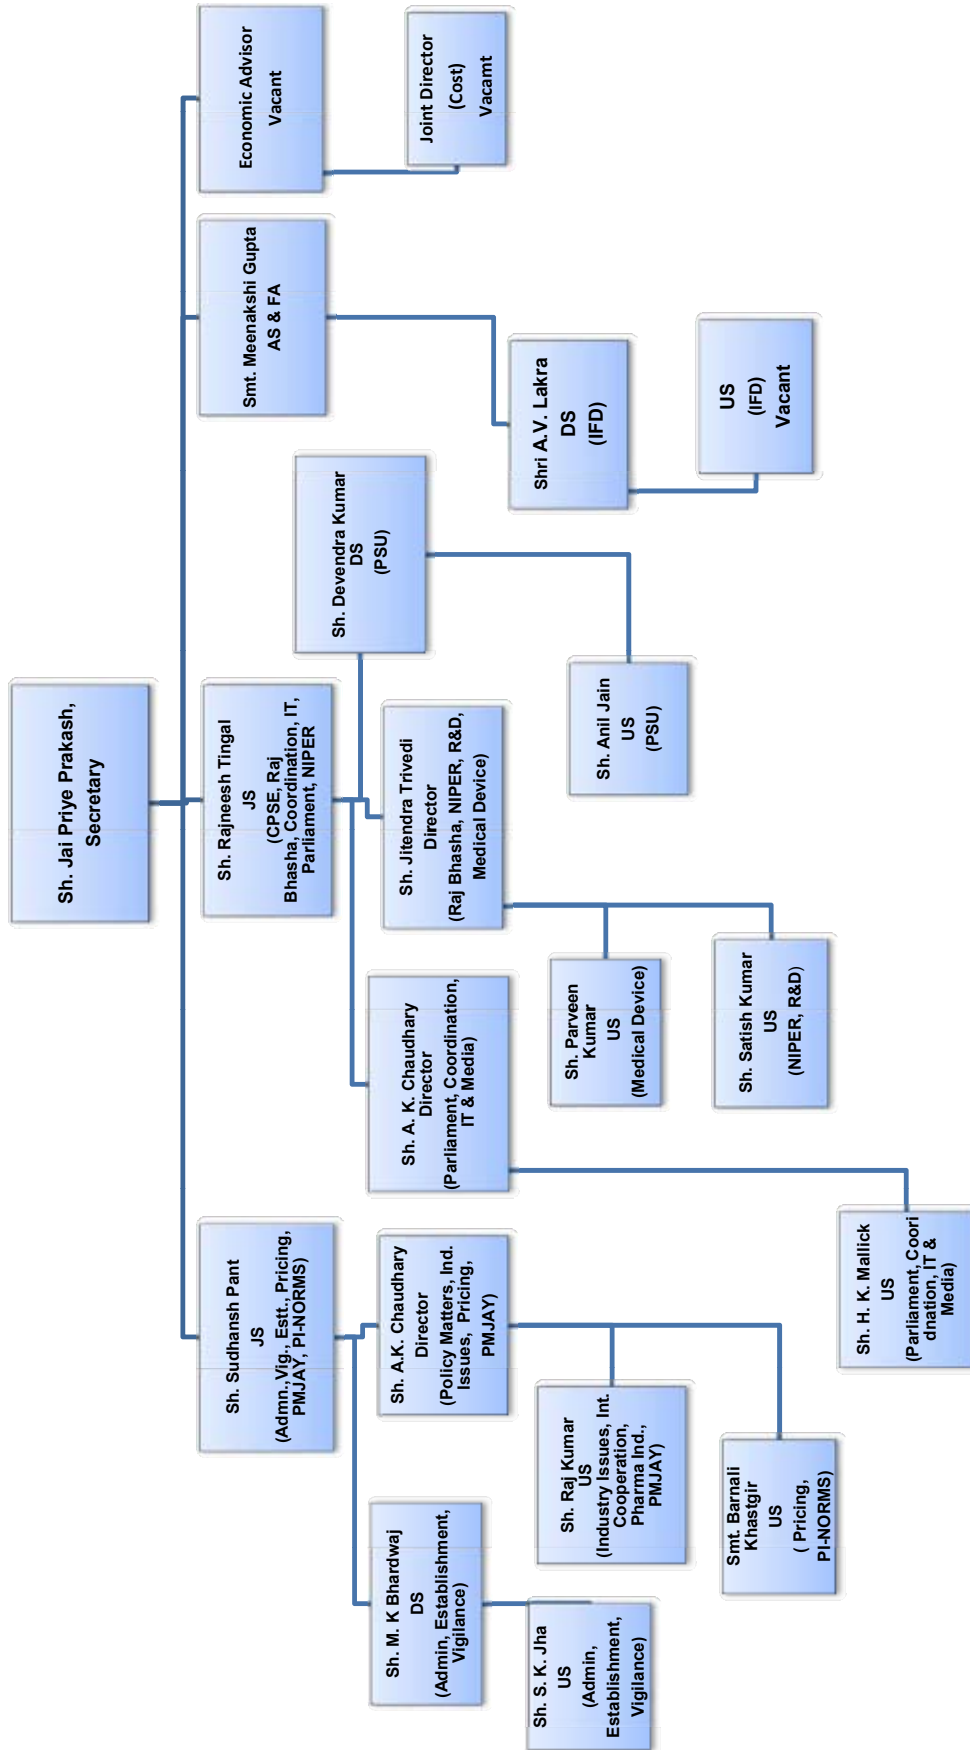 Sh. Jai Priye Prakash,
Secretary
Sh. Sudhansh Pant
JS
(Admn.,Vig., Estt., Pricing,
PMJAY, PI-NORMS)
Sh. Rajneesh Tingal
JS
(CPSE, Raj
Bhasha, Coordination, IT,
Parliament, NIPER
Smt. Meenakshi Gupta
AS & FA
Economic Advisor
Vacant
Sh. M. K Bhardwaj
DS
(Admin, Establishment,
Vigilance)
Sh. A.K. Chaudhary
Director
(Policy Matters, Ind.
Issues, Pricing,
PMJAY)
Sh. A. K. Chaudhary
Director
(Parliament, Coordination,
IT & Media)
Sh. Jitendra Trivedi
Director
(Raj Bhasha, NIPER, R&D,
Medical Device)
Sh. Devendra Kumar
DS
(PSU)
Joint Director
(Cost)
Vacamt
Sh. S. K. Jha
US
(Admin,
Establishment,
Vigilance)
Sh. Raj Kumar
US
(Industry Issues, Int.
Cooperation,
Pharma Ind.,
PMJAY)
Sh. Parveen
Kumar
US
(Medical Device)
Sh. Anil Jain
US
(PSU)
Shri A.V. Lakra
DS
(IFD)
Smt. Barnali
Khastgir
US
( Pricing,
PI-NORMS)
Sh. Satish Kumar
US
(NIPER, R&D)
US
(IFD)
Vacant
Sh. H. K. Mallick
US
(Parliament, Coori
dnation, IT &
Media)